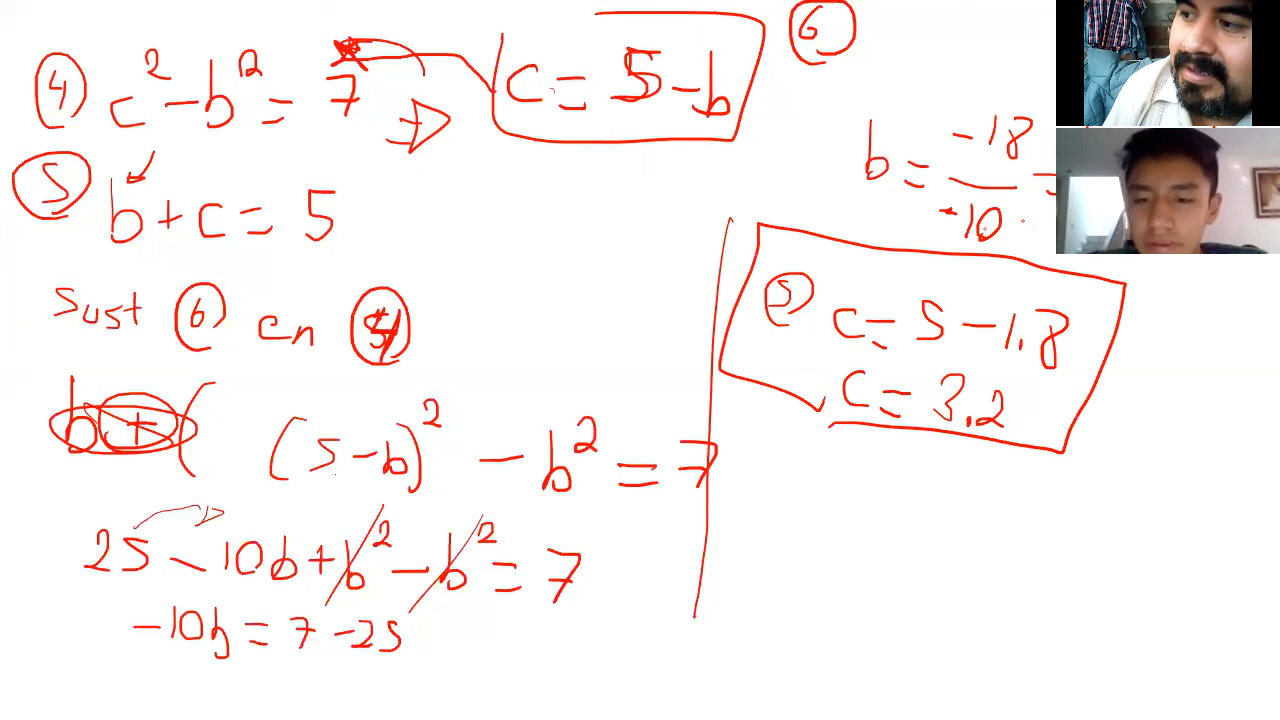 ④ c² - b² = 7 ⇒ c = 5 - b
⑥
⑤ b + c = 5
b = -18/-10 =
Sust ⑥ en
⑤ c = 5 - 1.8
c = 3.2
b + (
(5 - b)² - b² = 7
25 - 10b + b² - b² = 7
-10b = 7 - 25